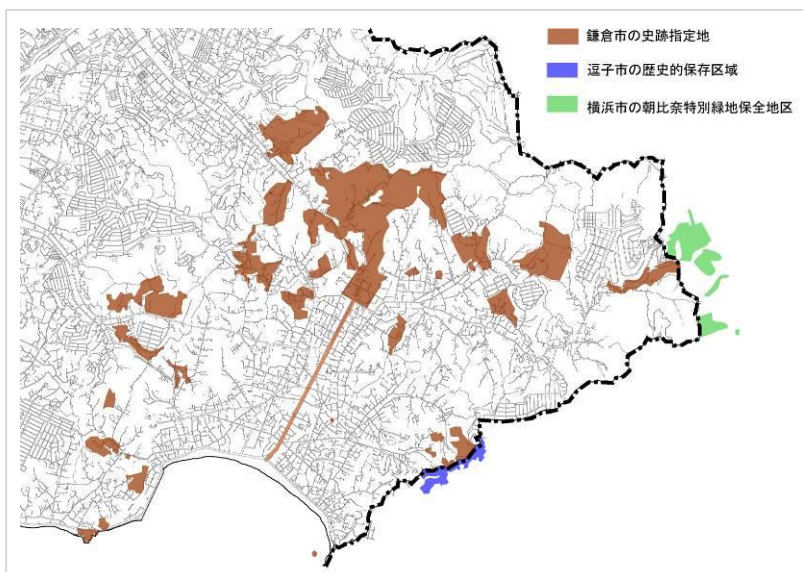 鎌倉市の史跡指定地
逗子市の歴史的保存区域
横浜市の朝比奈特別緑地保全地区